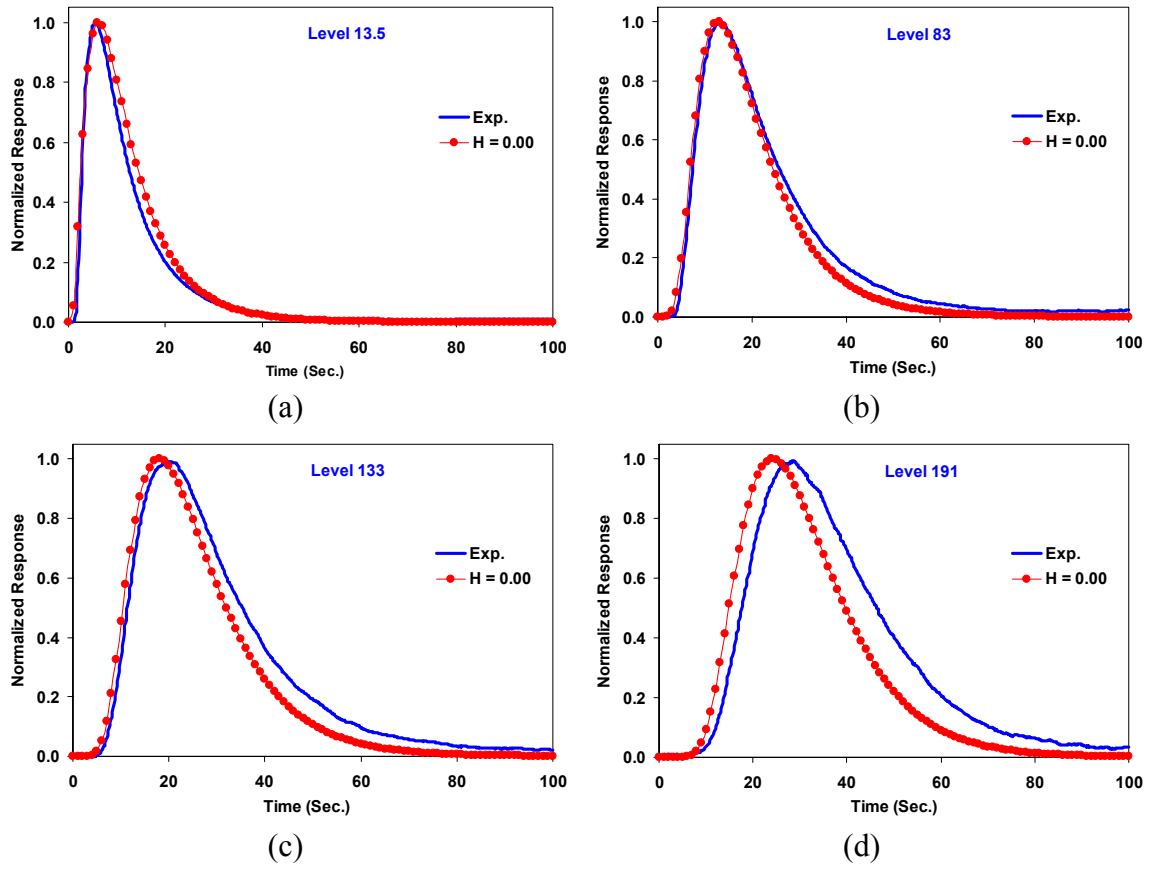 Level 13.5
Normalized Response
1.0
0.8
0.6
0.4
0.2
0.0
Exp.
H = 0.00
0 20 40 60 80 100
Time (Sec.)
(a)
Level 83
Normalized Response
1.0
0.8
0.6
0.4
0.2
0.0
Exp.
H = 0.00
0 20 40 60 80 100
Time (Sec.)
(b)
Level 133
Normalized Response
1.0
0.8
0.6
0.4
0.2
0.0
Exp.
H = 0.00
0 20 40 60 80 100
Time (Sec.)
(c)
Level 191
Normalized Response
1.0
0.8
0.6
0.4
0.2
0.0
Exp.
H = 0.00
0 20 40 60 80 100
Time (Sec.)
(d)